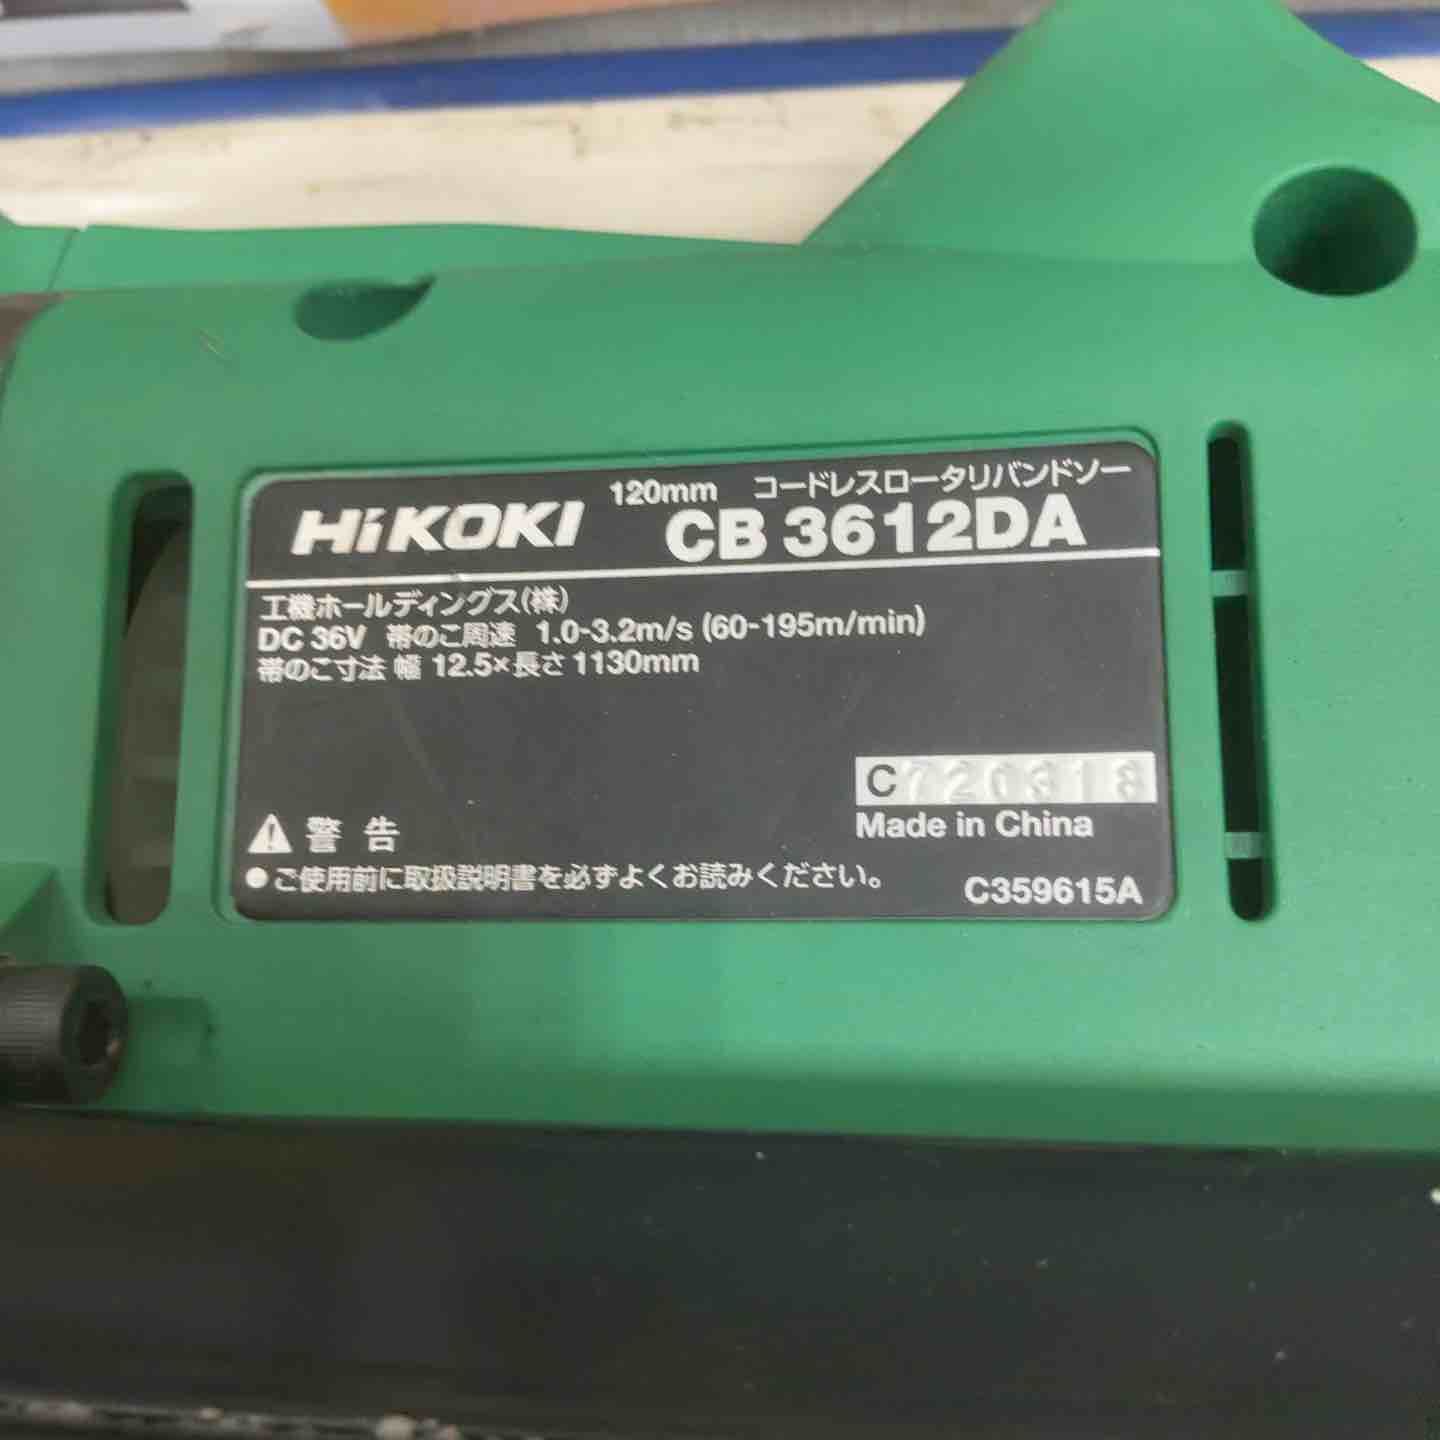 120mm コードレスロータリバンドソー
HiKOKI CB 3612DA
工機ホールディングス(株)
DC 36V 帯のこ周速 1.0-3.2m/s (60-195m/min)
帯のこ寸法 幅 12.5×長さ 1130mm
C720318
Made in China
警告
●ご使用前に取扱説明書を必ずよくお読みください。
C359615A